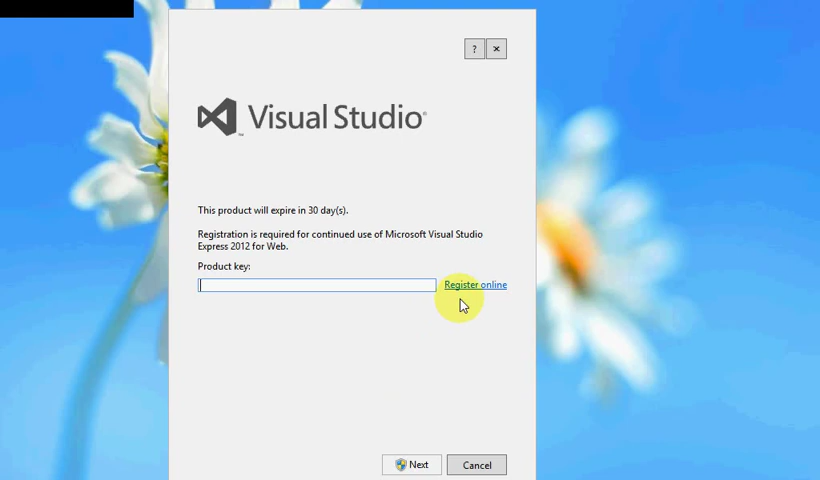 ? ×
Visual Studio®
This product will expire in 30 day(s).
Registration is required for continued use of Microsoft Visual Studio
Express 2012 for Web.
Product key:
Register online
Next Cancel